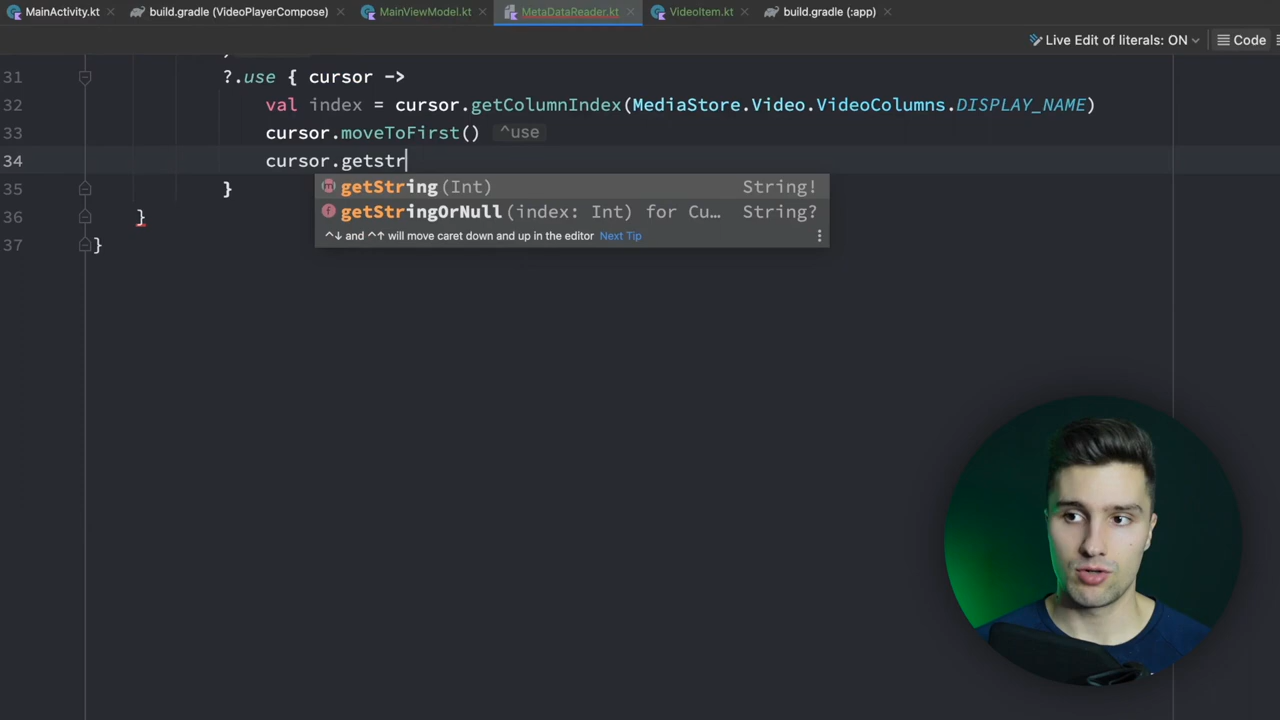 MainActivity.kt build.gradle (VideoPlayerCompose) MainViewModel.kt MetaDataReader.kt VideoItem.kt build.gradle (:app)
Live Edit of literals: ON Code
31 ?.use { cursor ->
32 val index = cursor.getColumnIndex(MediaStore.Video.VideoColumns.DISPLAY_NAME)
33 cursor.moveToFirst() ^use
34 cursor.getstr
getString(Int) String!
35 }
getStringOrNull(index: Int) for Cu… String?
36 }
^↓ and ^↑ will move caret down and up in the editor Next Tip
37 }